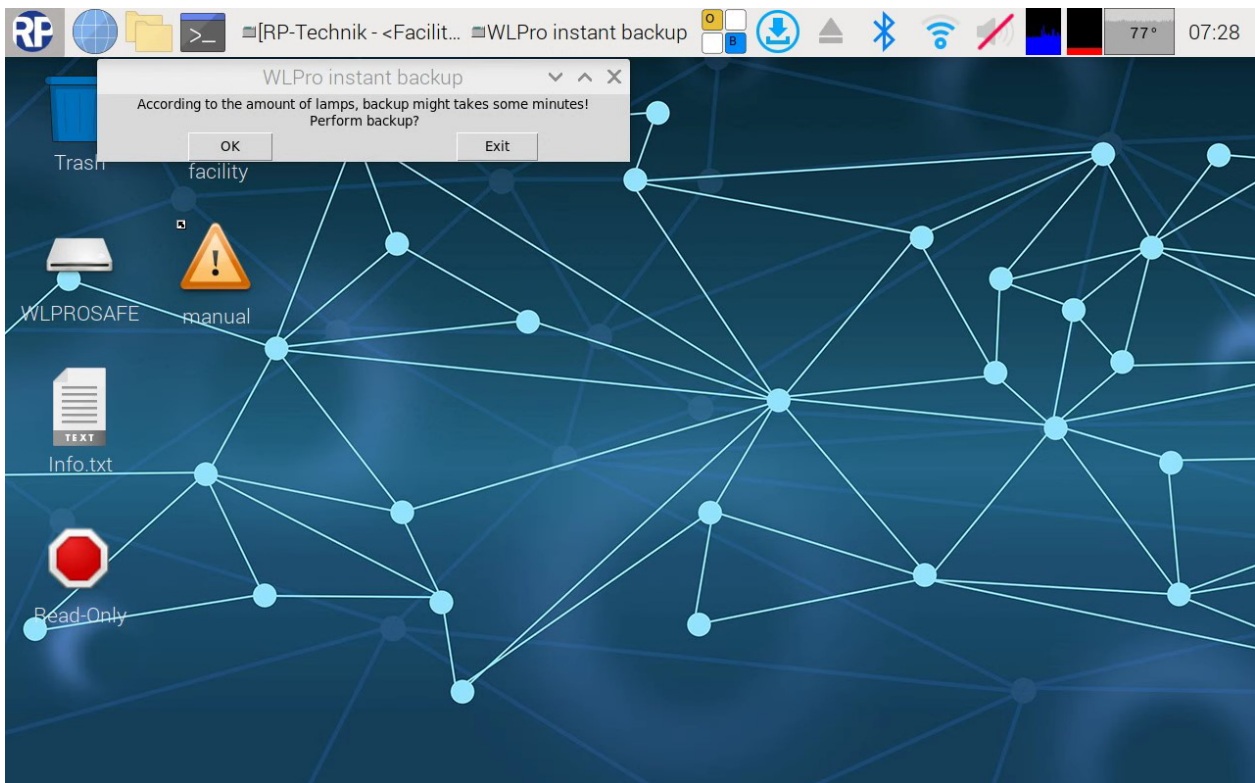 RP
>_
[RP-Technik - <Facilit...
WLPro instant backup
O
B
77°
07:28
WLPro instant backup
According to the amount of lamps, backup might takes some minutes!
Perform backup?
OK
Exit
Trash
facility
WLPROSAFE
manual
TEXT
Info.txt
Read-Only